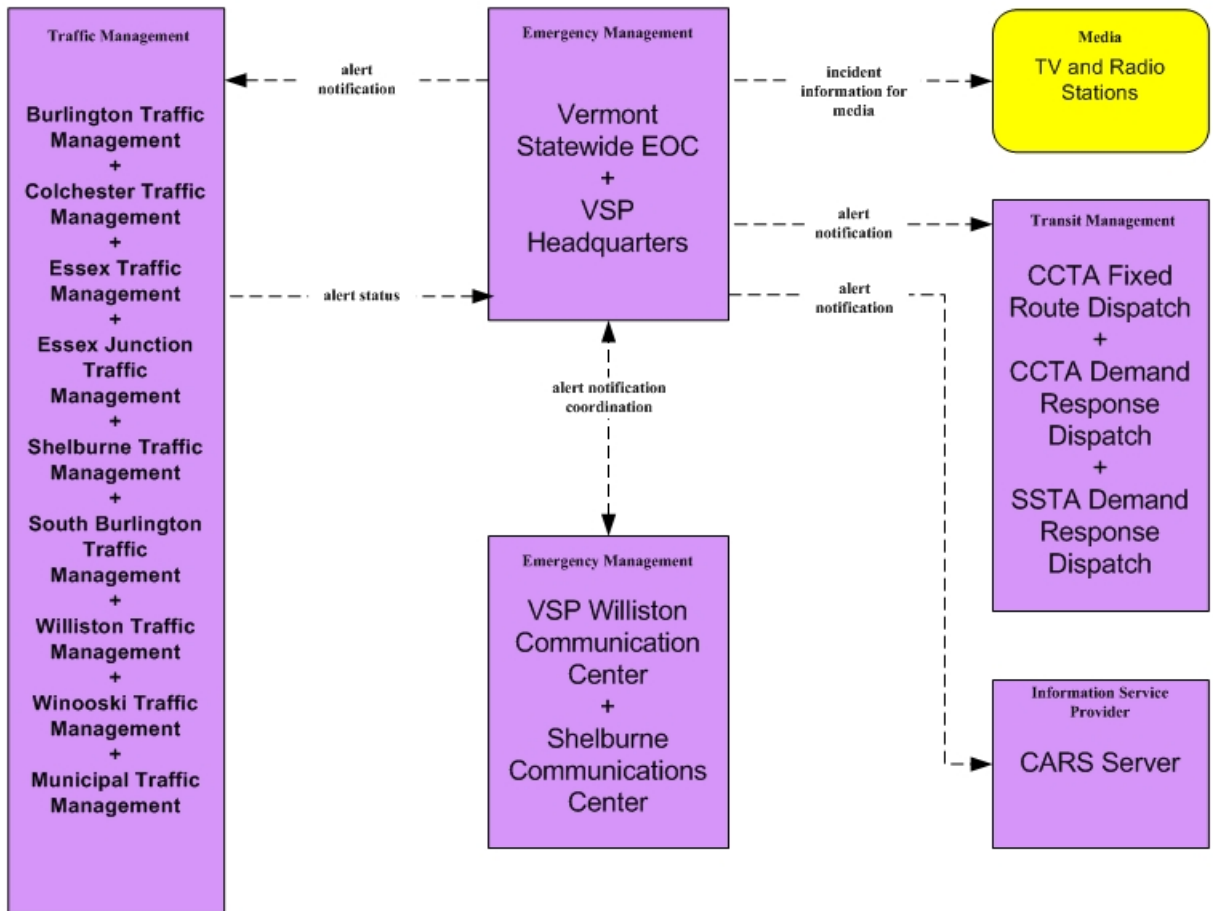 Traffic Management
Burlington Traffic
Management
+
Colchester Traffic
Management
+
Essex Traffic
Management
+
Essex Junction
Traffic
Management
+
Shelburne Traffic
Management
+
South Burlington
Traffic
Management
+
Williston Traffic
Management
+
Winooski Traffic
Management
+
Municipal Traffic
Management
alert
notification
alert status
Emergency Management
Vermont
Statewide EOC
+
VSP
Headquarters
alert notification
coordination
Emergency Management
VSP Williston
Communication
Center
+
Shelburne
Communications
Center
incident
information for
media
alert
notification
alert
notification
Media
TV and Radio
Stations
Transit Management
CCTA Fixed
Route Dispatch
+
CCTA Demand
Response
Dispatch
+
SSTA Demand
Response
Dispatch
Information Service
Provider
CARS Server